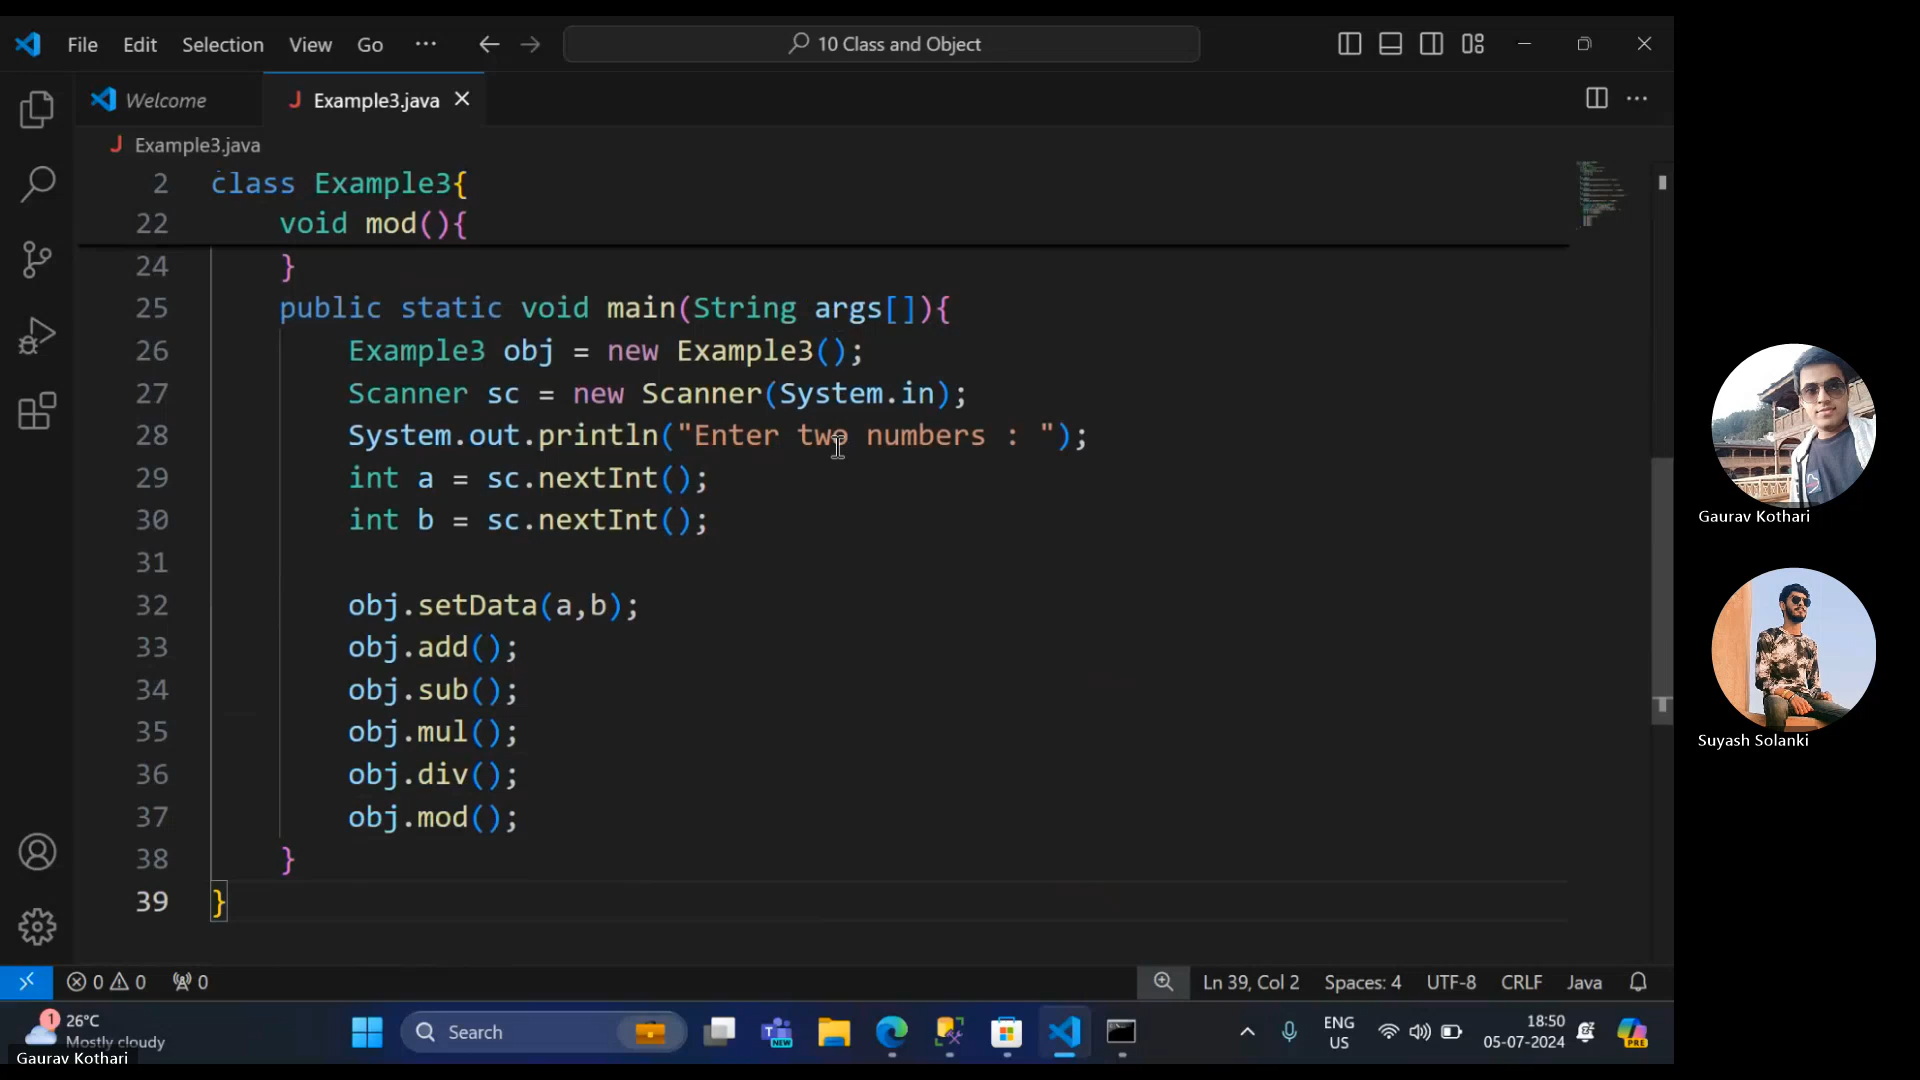 File Edit Selection View Go ··· 10 Class and Object
Welcome Example3.java
Example3.java
2 class Example3{
22 void mod(){
24 }
25 public static void main(String args[]){
26 Example3 obj = new Example3();
27 Scanner sc = new Scanner(System.in);
28 System.out.println("Enter two numbers : ");
29 int a = sc.nextInt();
30 int b = sc.nextInt();
31
32 obj.setData(a,b);
33 obj.add();
34 obj.sub();
35 obj.mul();
36 obj.div();
37 obj.mod();
38 }
39 }
Gaurav Kothari
Suyash Solanki
0 0 0 Ln 39, Col 2 Spaces: 4 UTF-8 CRLF Java
1 26°C
Mostly cloudy
Search
NEW
ENG
US
18:50
05-07-2024
PRE
Gaurav Kothari